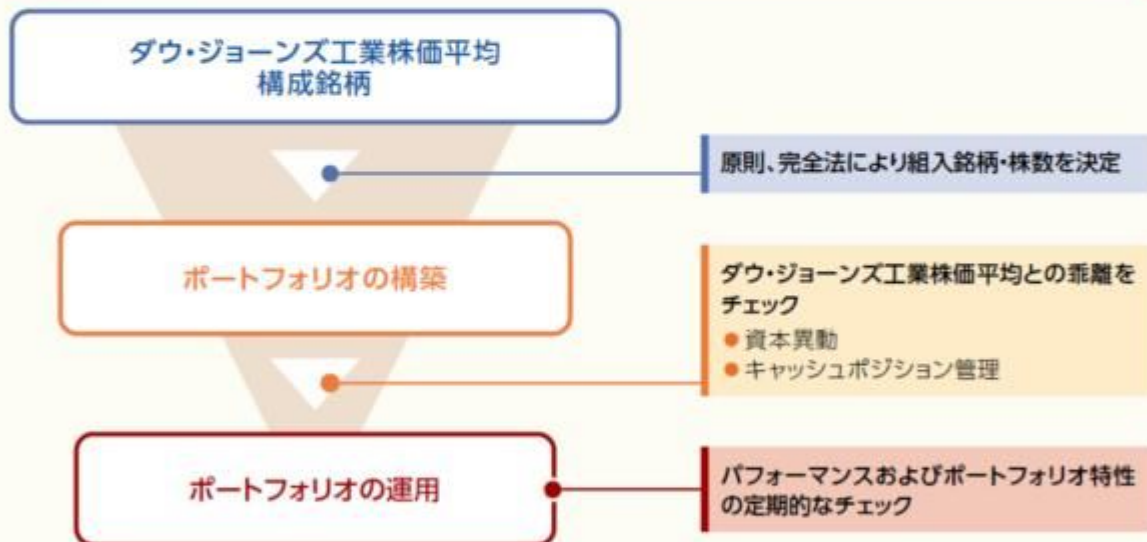 ダウ・ジョーンズ工業株価平均
構成銘柄
原則、完全法により組入銘柄・株数を決定
ポートフォリオの構築
ダウ・ジョーンズ工業株価平均との乖離を
チェック
● 資本異動
● キャッシュポジション管理
ポートフォリオの運用
パフォーマンスおよびポートフォリオ特性
の定期的なチェック